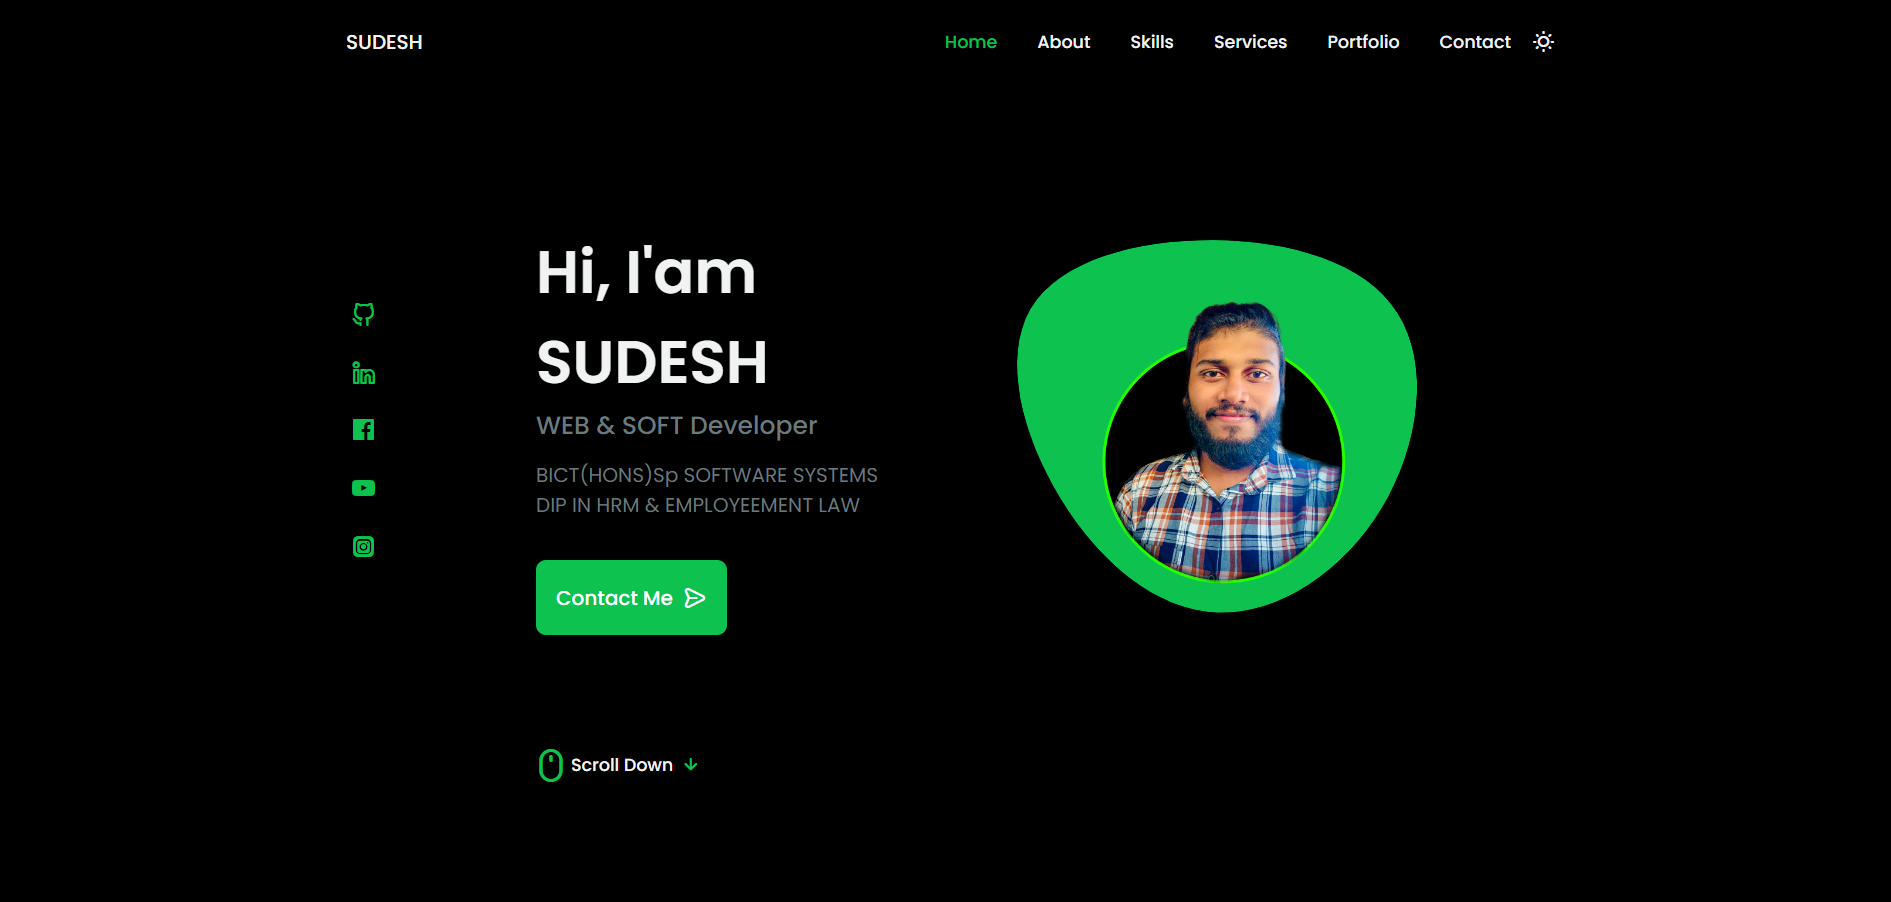 SUDESH
Home About Skills Services Portfolio Contact
Hi, I'am
SUDESH
WEB & SOFT Developer
BICT(HONS)Sp SOFTWARE SYSTEMS
DIP IN HRM & EMPLOYEEMENT LAW
Contact Me
Scroll Down